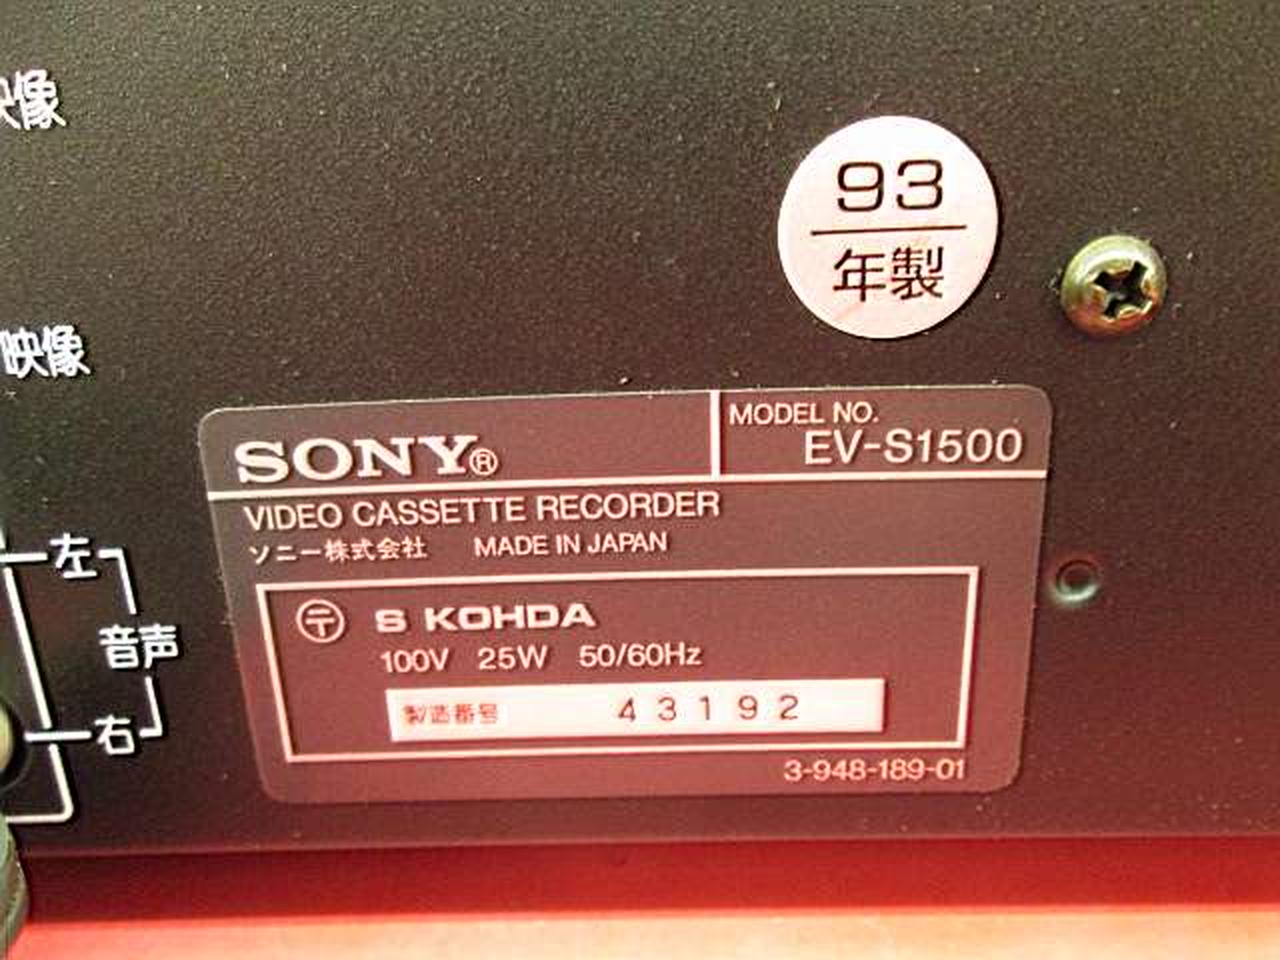 映像
93
年製
映像
SONY®
MODEL NO.
EV-S1500
VIDEO CASSETTE RECORDER
ソニー株式会社 MADE IN JAPAN
左
音声
右
〒 S KOHDA
100V 25W 50/60Hz
製造番号 43192
3-948-189-01